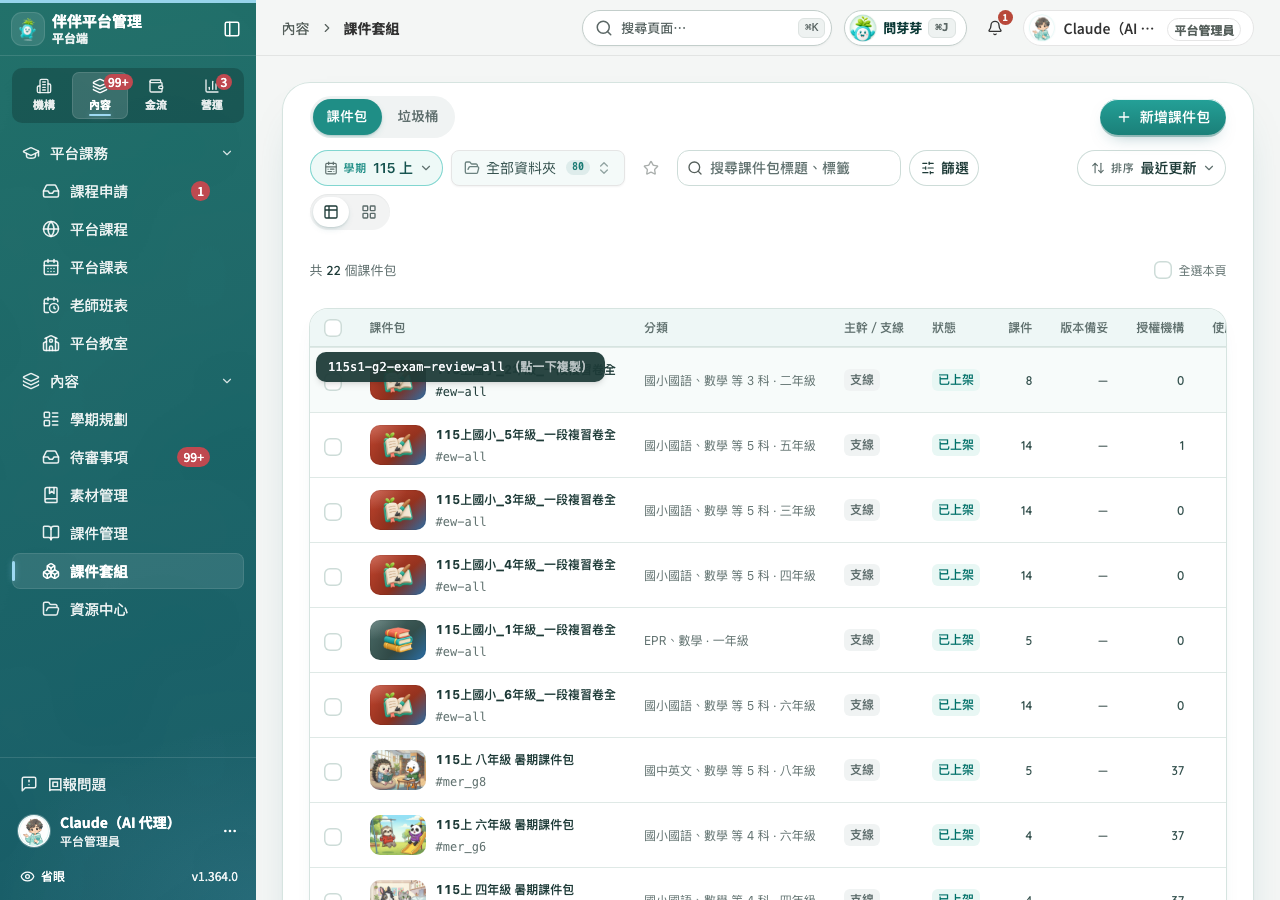 伴伴平台管理
平台端
內容
課件套組
搜尋頁面…
⌘K
問芽芽
⌘J
1
Claude（AI …
平台管理員
機構
內容
99+
金流
營運
3
平台課務
課程申請
1
平台課程
平台課表
老師班表
平台教室
內容
學期規劃
待審事項
99+
素材管理
課件管理
課件套組
資源中心
回報問題
Claude（AI 代理）
平台管理員
省眼
v1.364.0
課件包
垃圾桶
新增課件包
學期 115 上
全部資料夾 80
搜尋課件包標題、標籤
篩選
排序 最近更新
共 22 個課件包
全選本頁
課件包 分類 主幹 / 支線 狀態 課件 版本備妥 授權機構
115s1-g2-exam-review-all（點一下複製） 全
#ew-all
國小國語、數學 等 3 科 · 二年級 支線 已上架 8 — 0
115上國小_5年級_一段複習卷全
#ew-all
國小國語、數學 等 5 科 · 五年級 支線 已上架 14 — 1
115上國小_3年級_一段複習卷全
#ew-all
國小國語、數學 等 5 科 · 三年級 支線 已上架 14 — 0
115上國小_4年級_一段複習卷全
#ew-all
國小國語、數學 等 5 科 · 四年級 支線 已上架 14 — 0
115上國小_1年級_一段複習卷全
#ew-all
EPR、數學 · 一年級 支線 已上架 5 — 0
115上國小_6年級_一段複習卷全
#ew-all
國小國語、數學 等 5 科 · 六年級 支線 已上架 14 — 0
115上 八年級 暑期課件包
#mer_g8
國中英文、數學 等 5 科 · 八年級 支線 已上架 5 — 37
115上 六年級 暑期課件包
#mer_g6
國小國語、數學 等 4 科 · 六年級 支線 已上架 4 — 37
115上 四年級 暑期課件包
國小國語、數學 等 4 科 · 四年級 支線 已上架 4 — 37